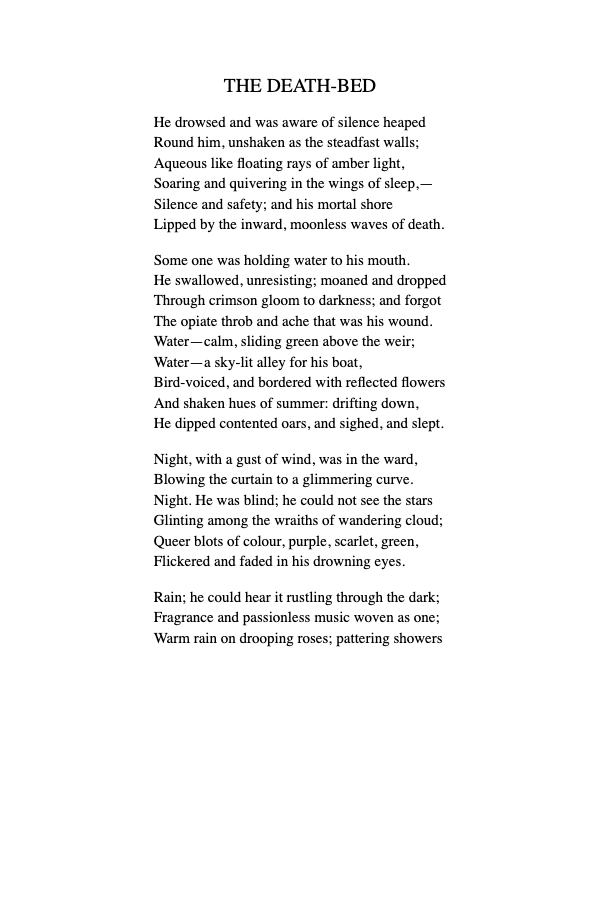 THE DEATH-BED
He drowsed and was aware of silence heaped
Round him, unshaken as the steadfast walls;
Aqueous like floating rays of amber light,
Soaring and quivering in the wings of sleep,—
Silence and safety; and his mortal shore
Lipped by the inward, moonless waves of death.
Some one was holding water to his mouth.
He swallowed, unresisting; moaned and dropped
Through crimson gloom to darkness; and forgot
The opiate throb and ache that was his wound.
Water—calm, sliding green above the weir;
Water—a sky-lit alley for his boat,
Bird-voiced, and bordered with reflected flowers
And shaken hues of summer: drifting down,
He dipped contented oars, and sighed, and slept.
Night, with a gust of wind, was in the ward,
Blowing the curtain to a glimmering curve.
Night. He was blind; he could not see the stars
Glinting among the wraiths of wandering cloud;
Queer blots of colour, purple, scarlet, green,
Flickered and faded in his drowning eyes.
Rain; he could hear it rustling through the dark;
Fragrance and passionless music woven as one;
Warm rain on drooping roses; pattering showers